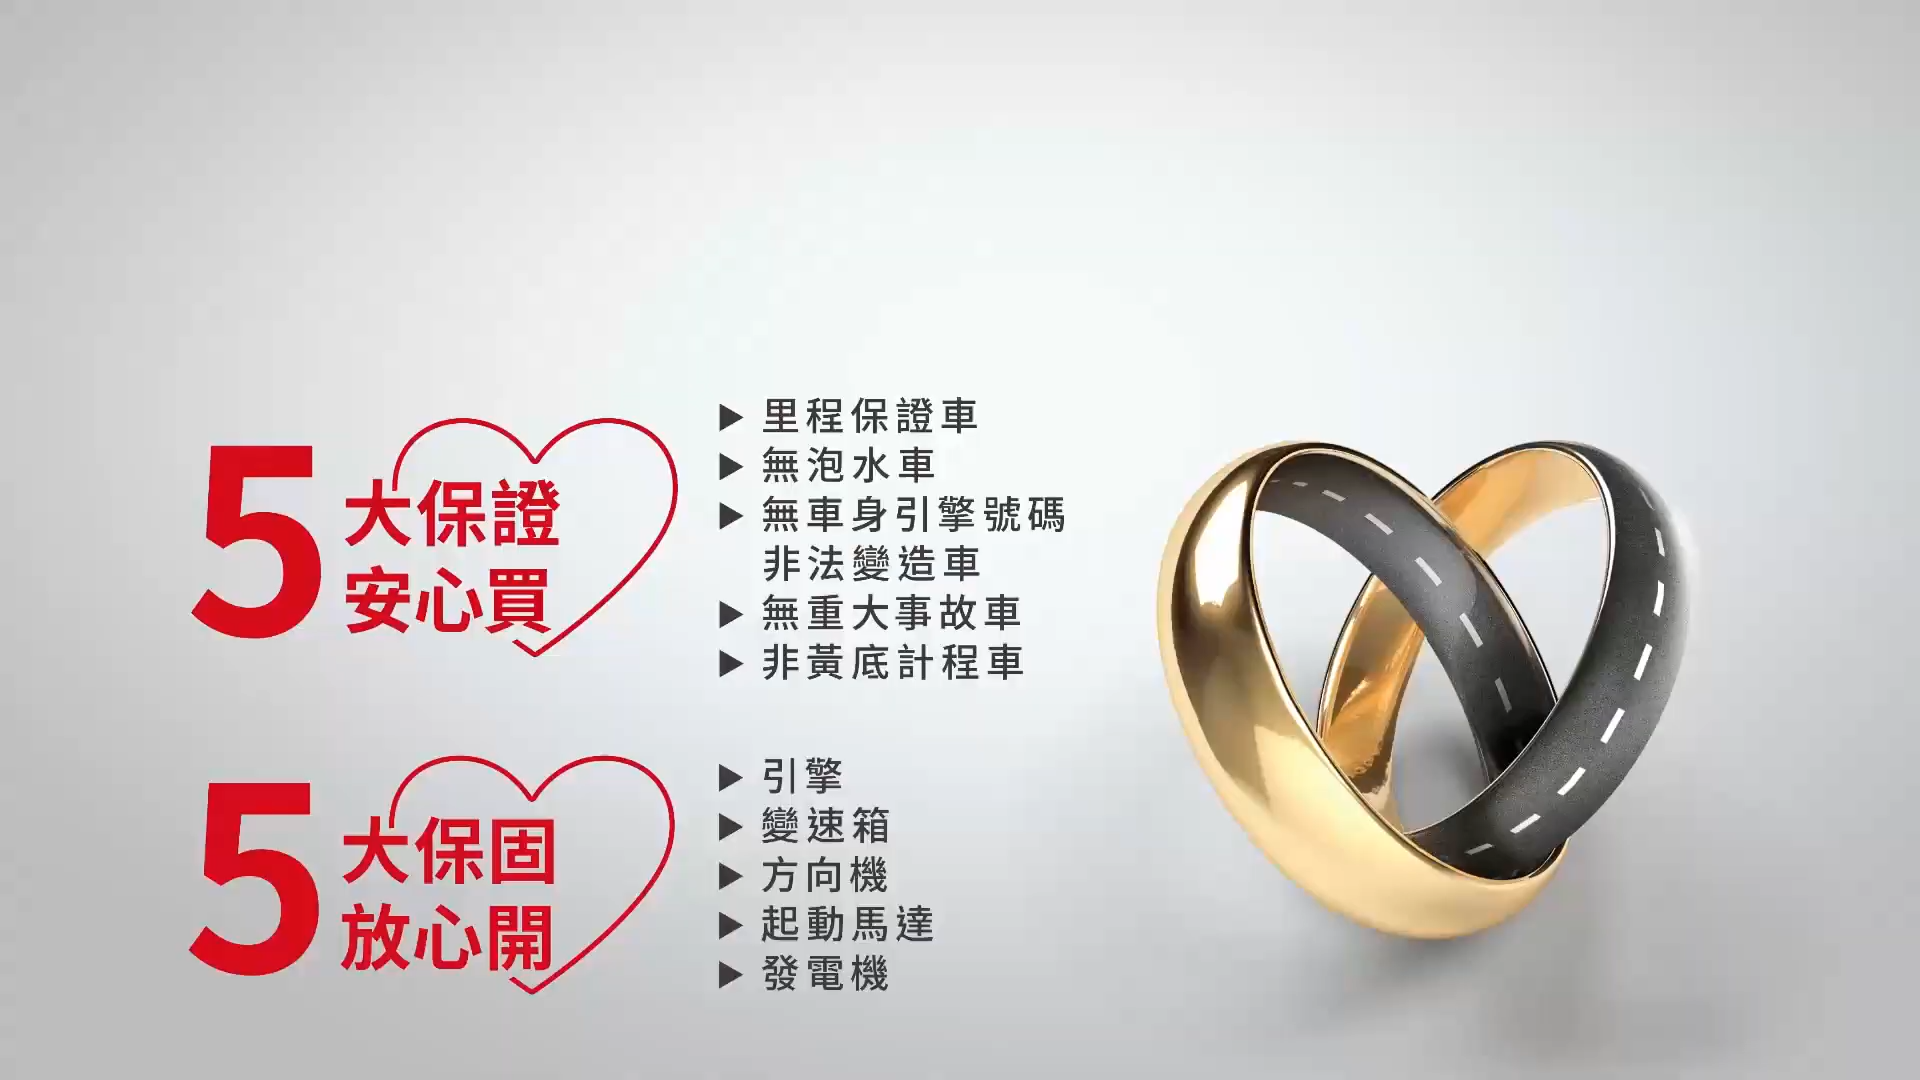 5大保證
安心買
▶ 里程保證車
▶ 無泡水車
▶ 無車身引擎號碼
非法變造車
▶ 無重大事故車
▶ 非黃底計程車
5大保固
放心開
▶ 引擎
▶ 變速箱
▶ 方向機
▶ 起動馬達
▶ 發電機